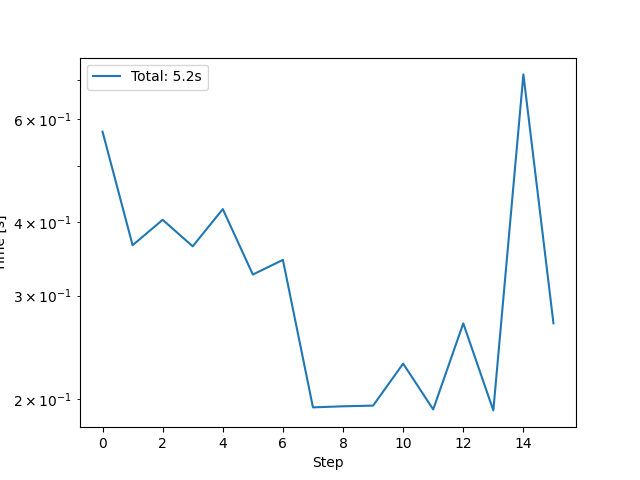 Total: 5.2s
6 × 10⁻¹
4 × 10⁻¹
3 × 10⁻¹
2 × 10⁻¹
[s]
0 2 4 6 8 10 12 14
Step